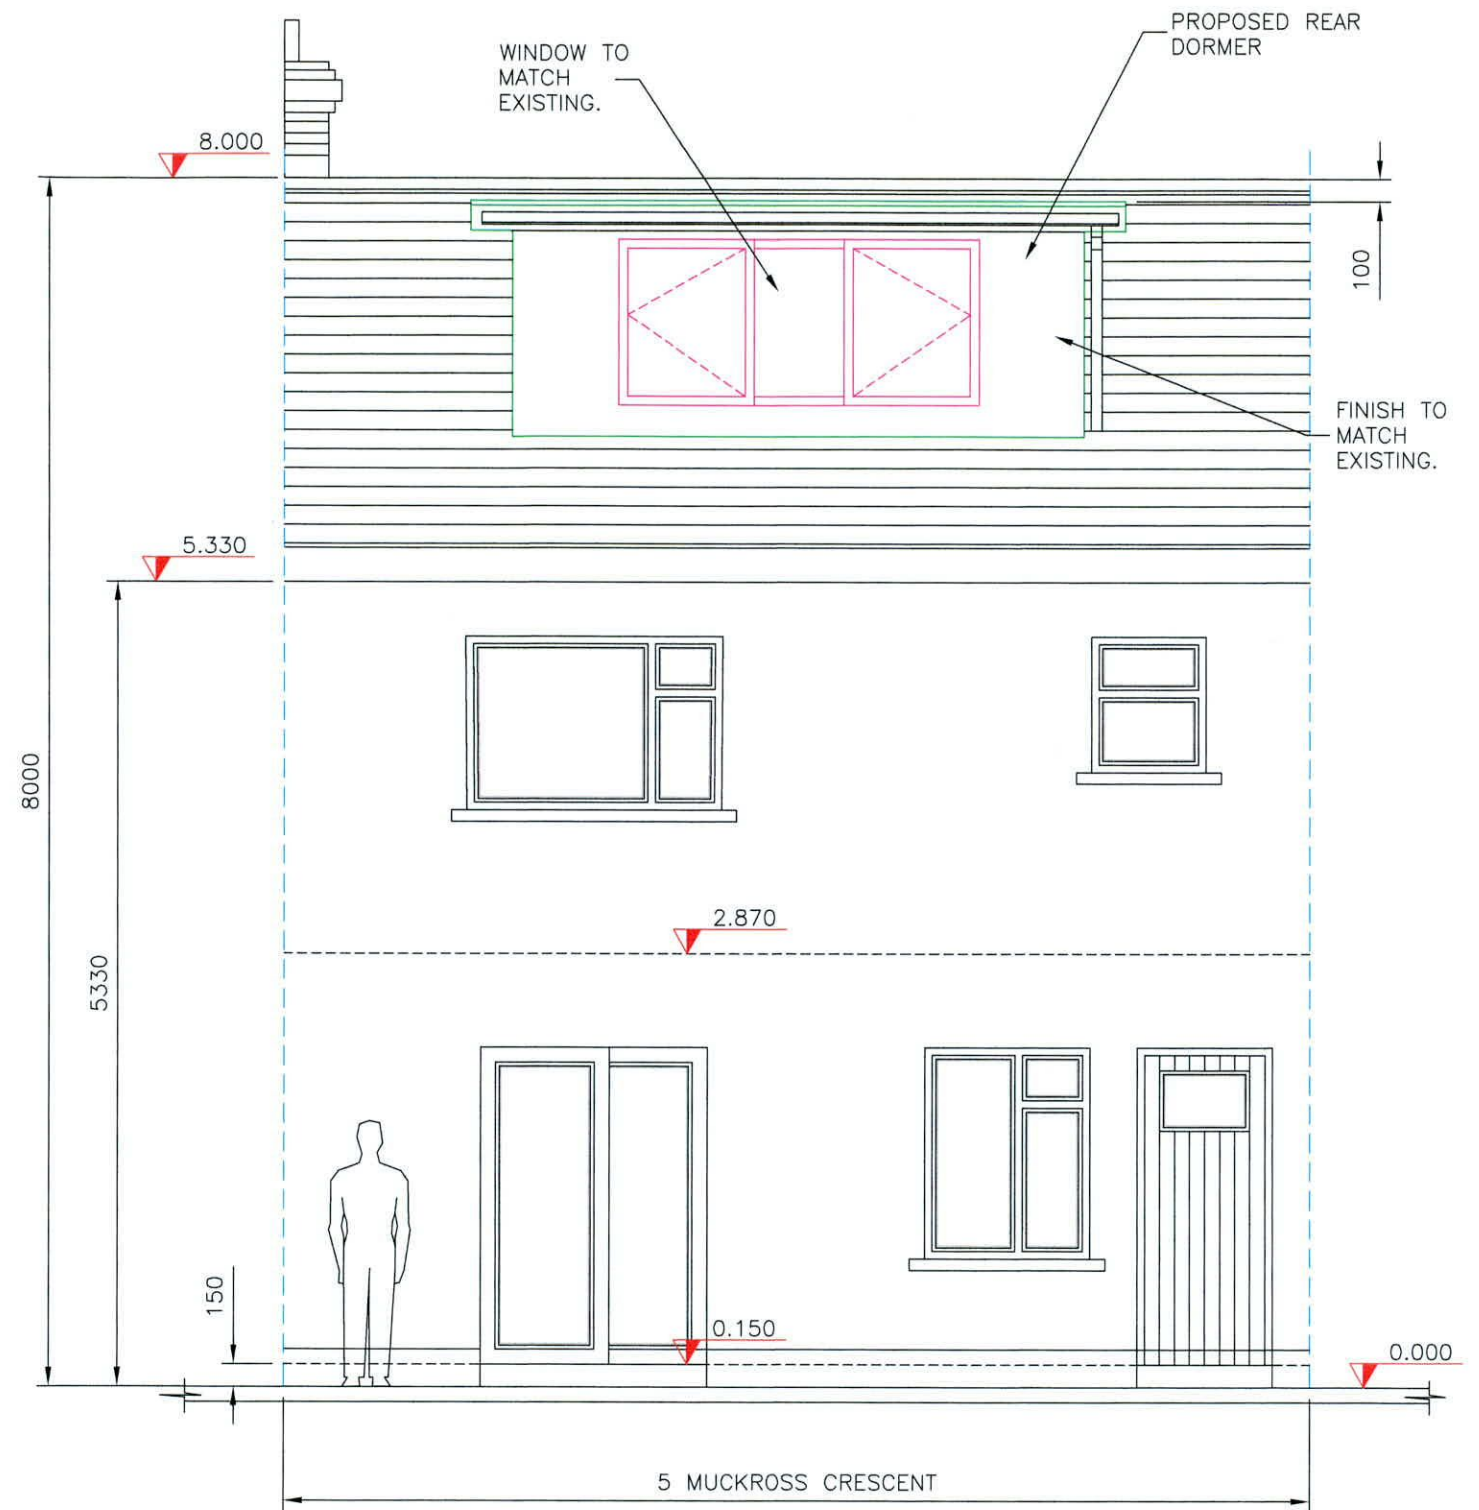 PROPOSED REAR
DORMER
WINDOW TO
MATCH
EXISTING.
8.000
100
FINISH TO
MATCH
EXISTING.
5.330
8000
2.870
5330
150
0.150
0.000
5 MUCKROSS CRESCENT